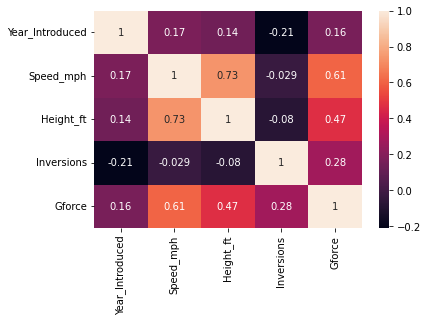 Year_Introduced 1 0.17 0.14 -0.21 0.16
Speed_mph 0.17 1 0.73 -0.029 0.61
Height_ft 0.14 0.73 1 -0.08 0.47
Inversions -0.21 -0.029 -0.08 1 0.28
Gforce 0.16 0.61 0.47 0.28 1
Year_Introduced
Speed_mph
Height_ft
Inversions
Gforce
1.0
0.8
0.6
0.4
0.2
0.0
-0.2